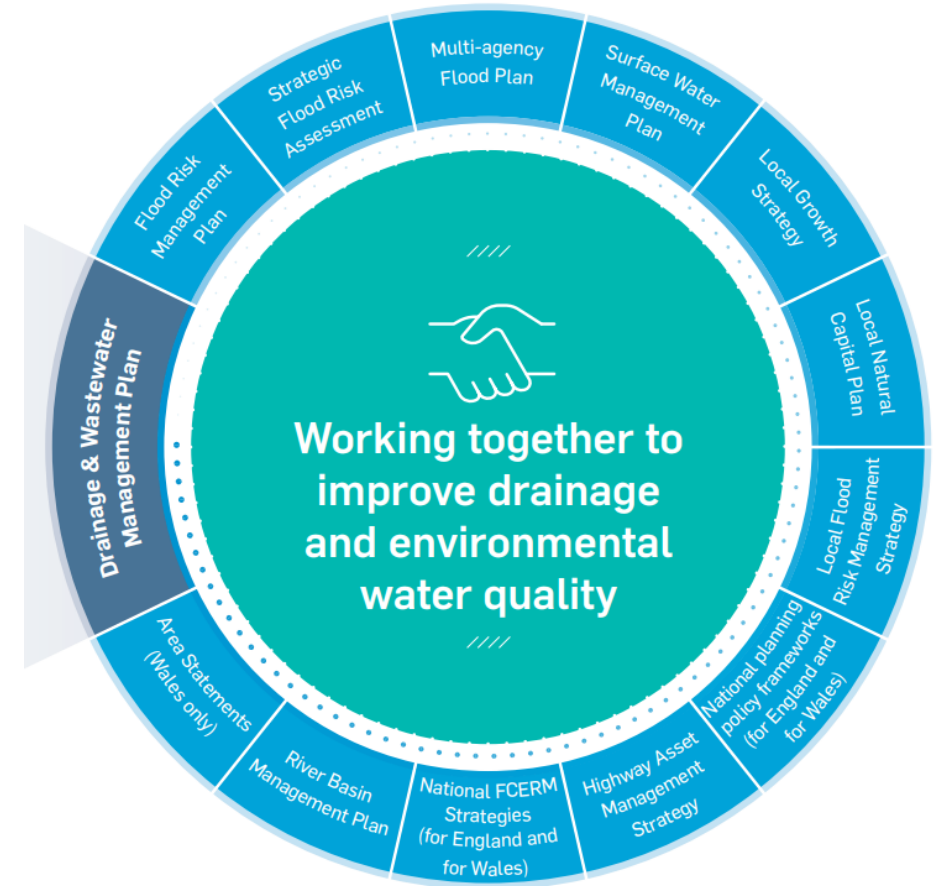 Multi-agency
Flood Plan
Surface Water
Management
Plan
Local Growth
Strategy
Local Natural
Capital Plan
Local Flood
Risk Management
Strategy
National planning
policy frameworks
(for England and
for Wales)
Highway Asset
Management
Strategy
National FCERM
Strategies
(for England and
for Wales)
River Basin
Management Plan
Area Statements
(Wales only)
Drainage & Wastewater
Management Plan
Flood Risk
Management
Plan
Strategic
Flood Risk
Assessment
Working together to
improve drainage
and environmental
water quality